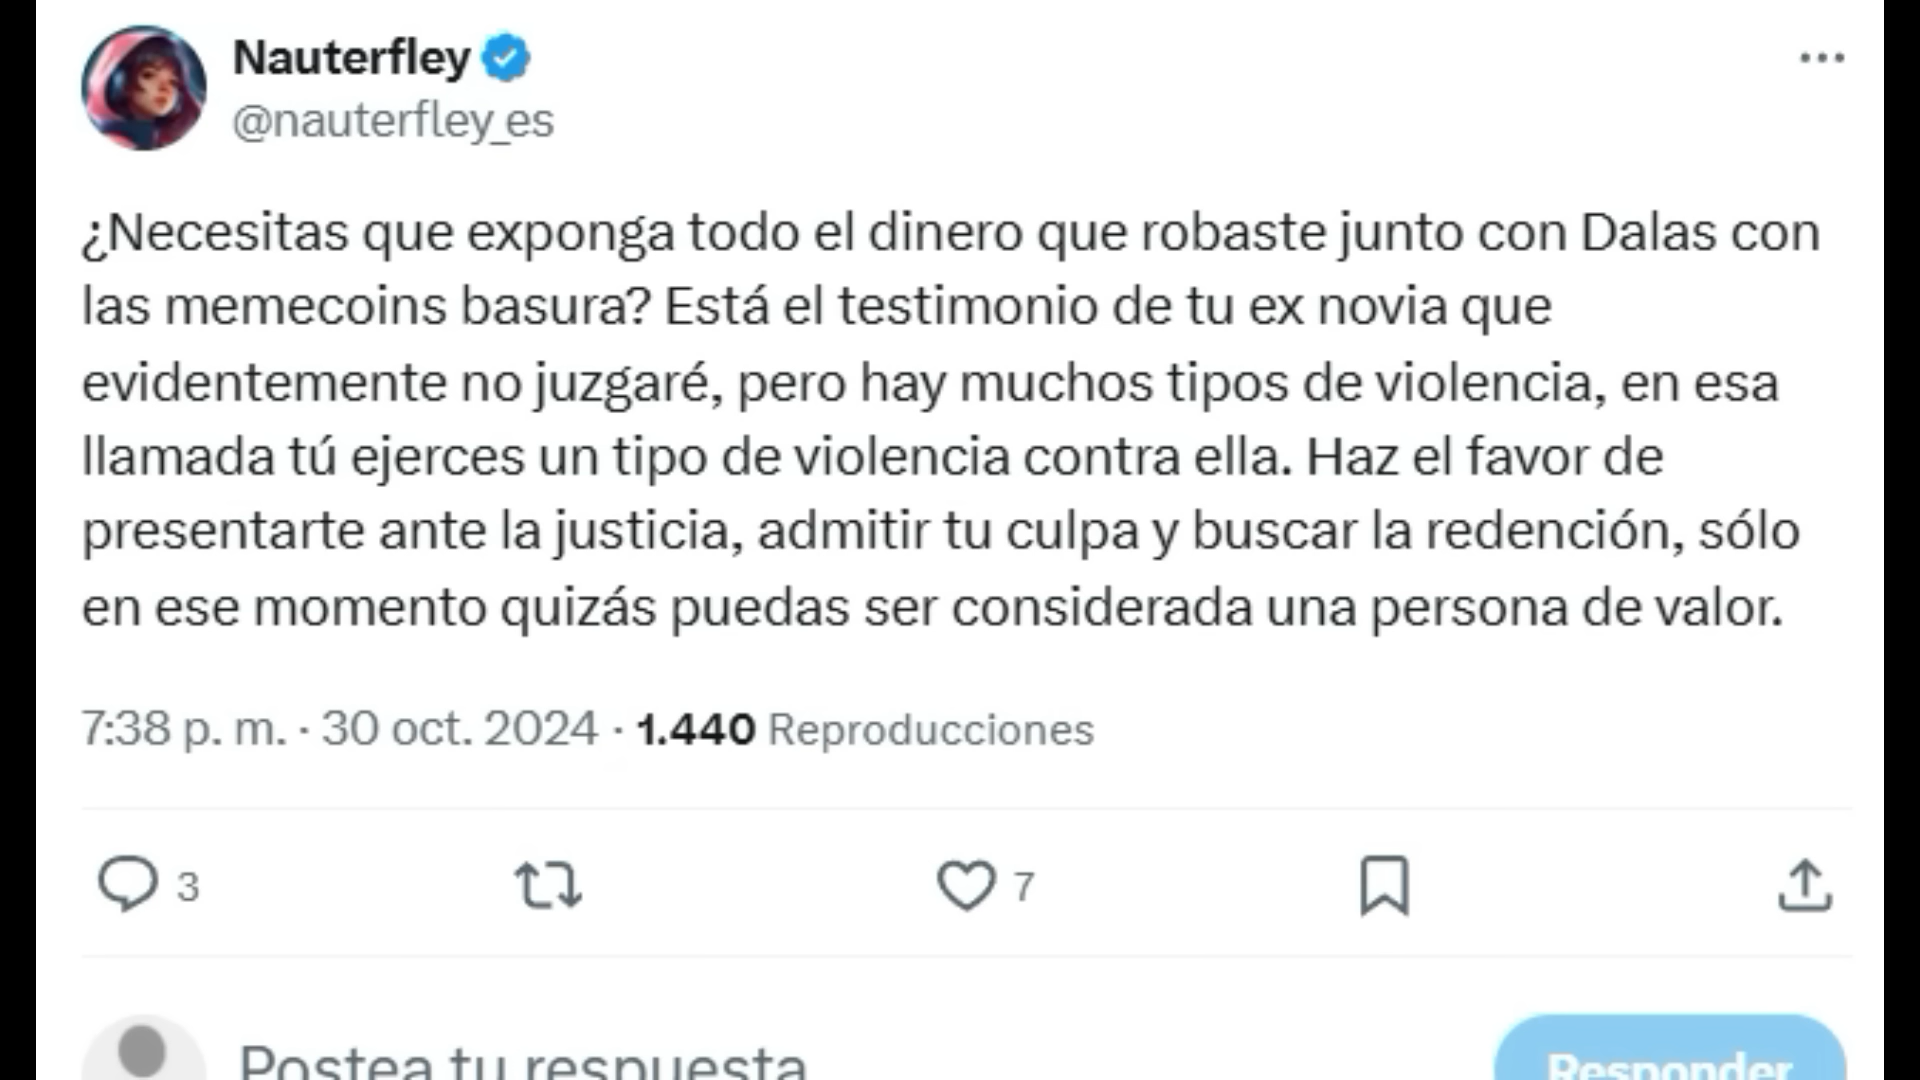 Nauterfley
@nauterfley_es
¿Necesitas que exponga todo el dinero que robaste junto con Dalas con
las memecoins basura? Está el testimonio de tu ex novia que
evidentemente no juzgaré, pero hay muchos tipos de violencia, en esa
llamada tú ejerces un tipo de violencia contra ella. Haz el favor de
presentarte ante la justicia, admitir tu culpa y buscar la redención, sólo
en ese momento quizás puedas ser considerada una persona de valor.
7:38 p. m. · 30 oct. 2024 · 1.440 Reproducciones
3 7
Postea tu respuesta Responder